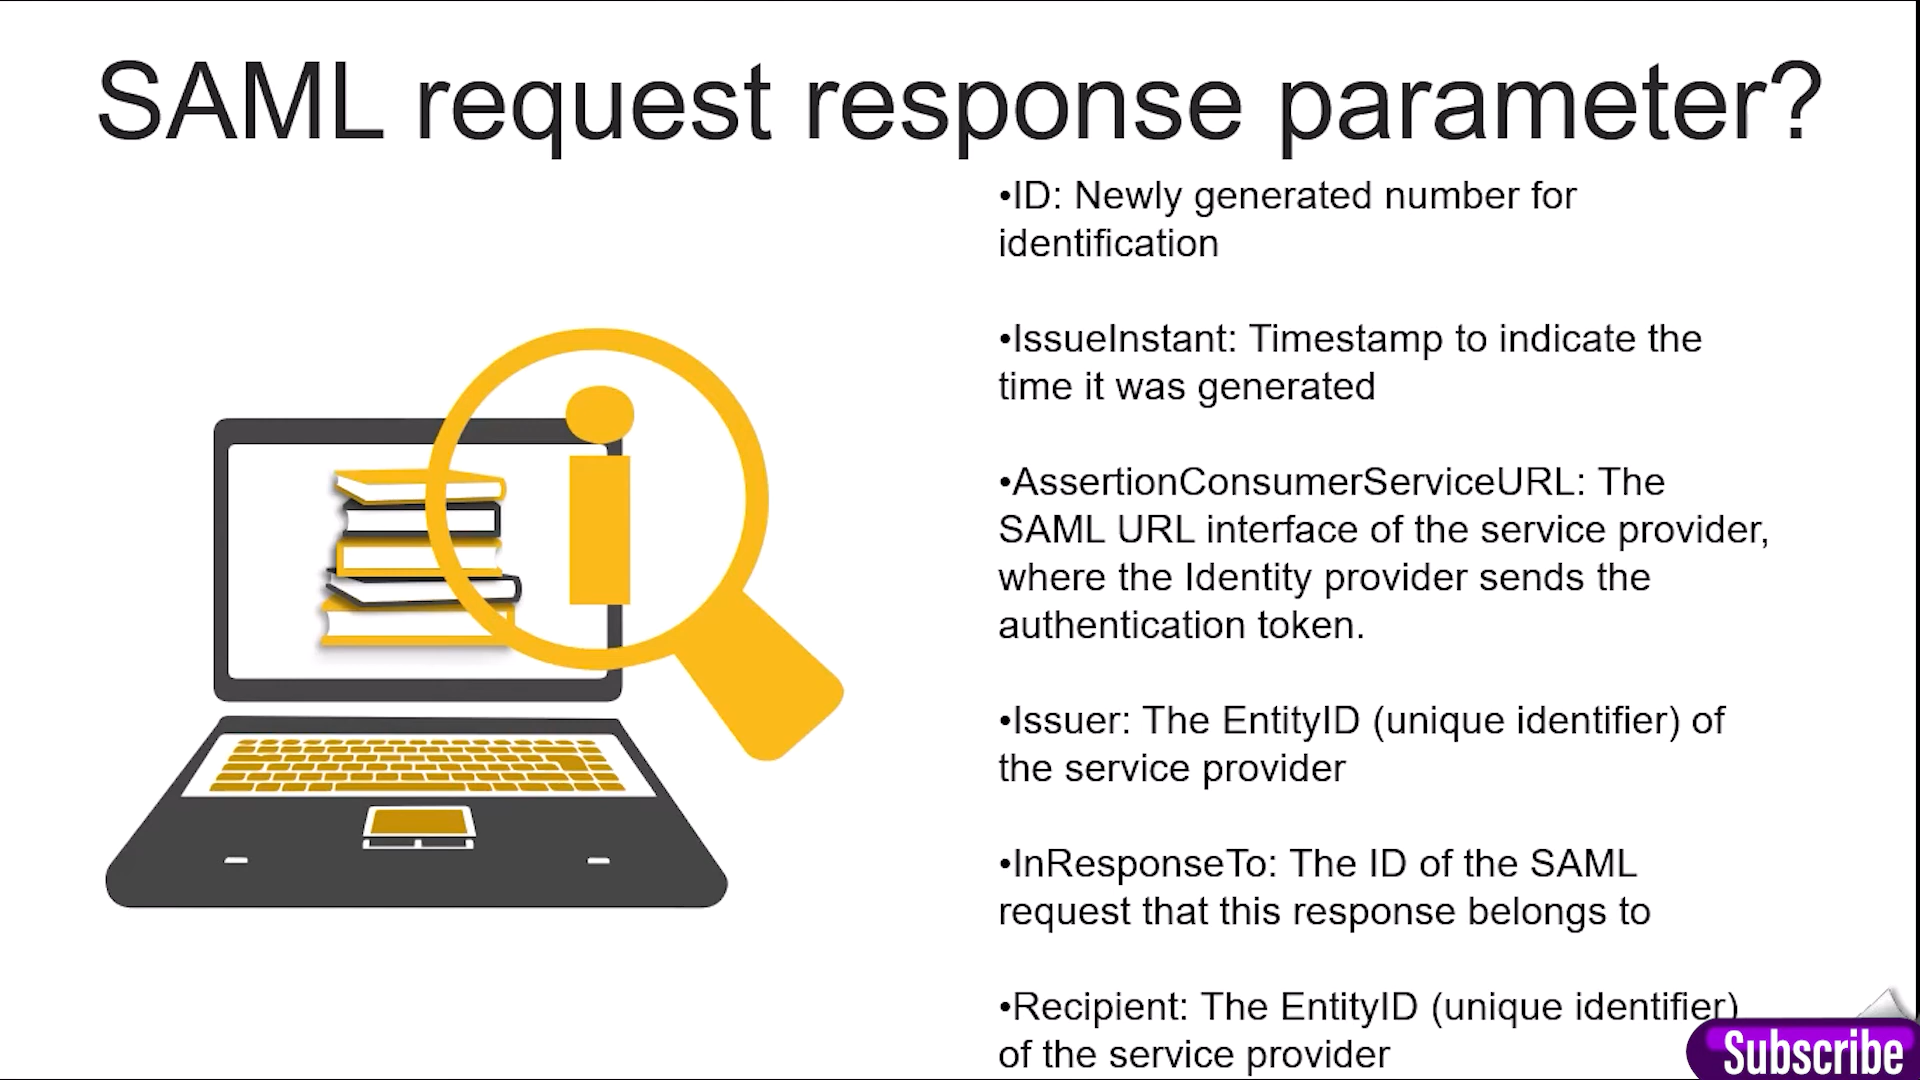 SAML request response parameter?
•ID: Newly generated number for
identification
•IssueInstant: Timestamp to indicate the
time it was generated
•AssertionConsumerServiceURL: The
SAML URL interface of the service provider,
where the Identity provider sends the
authentication token.
•Issuer: The EntityID (unique identifier) of
the service provider
•InResponseTo: The ID of the SAML
request that this response belongs to
•Recipient: The EntityID (unique identifier)
of the service provider
Subscribe